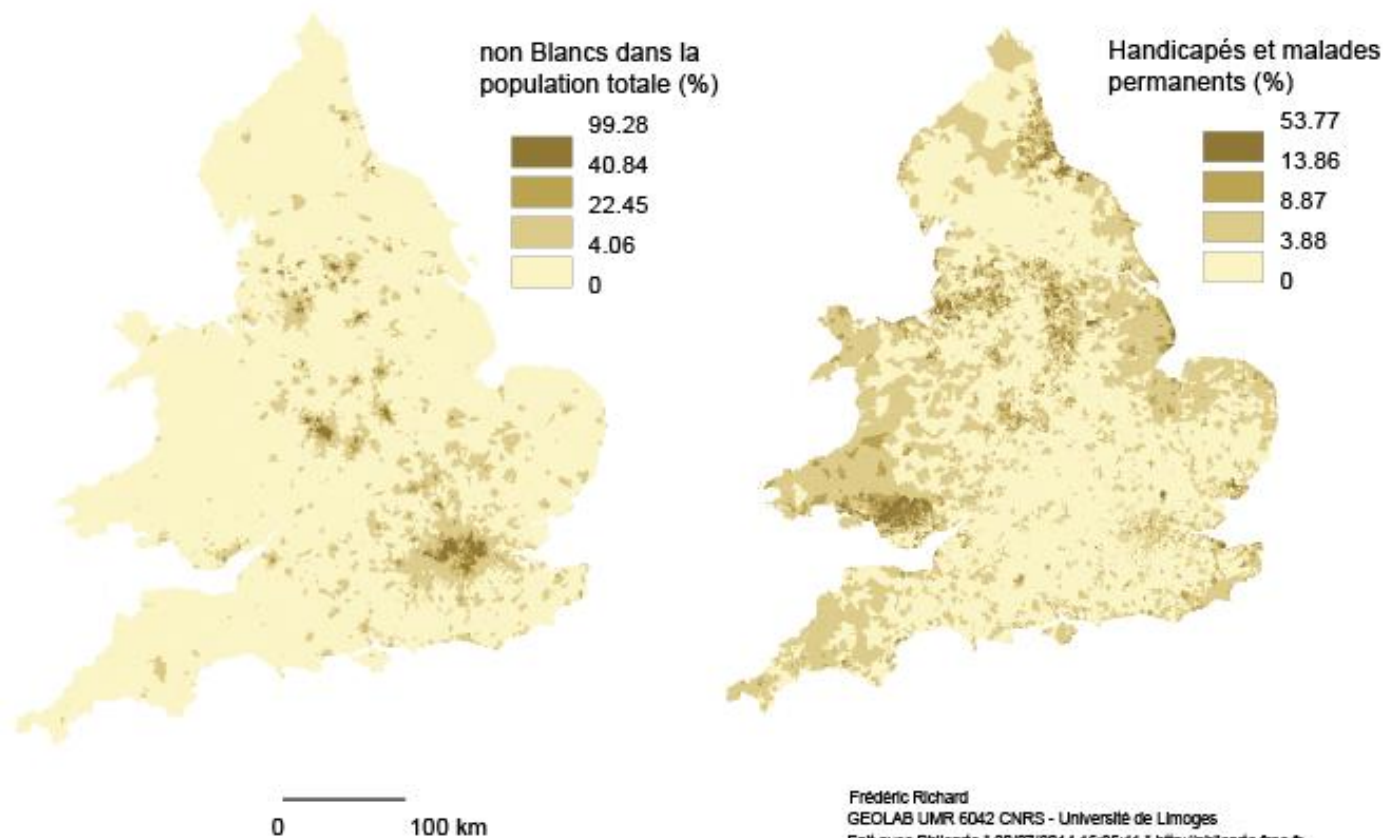 non Blancs dans la
population totale (%)
99.28
40.84
22.45
4.06
0
Handicapés et malades
permanents (%)
53.77
13.86
8.87
3.88
0
0 100 km
Frédéric Richard
GEOLAB UMR 6042 CNRS - Université de Limoges